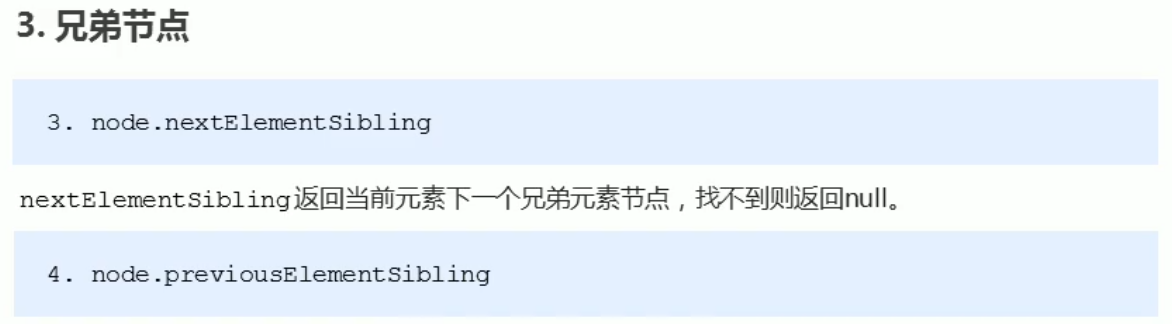 3. 兄弟节点
3. node.nextElementSibling
nextElementSibling返回当前元素下一个兄弟元素节点，找不到则返回null。
4. node.previousElementSibling